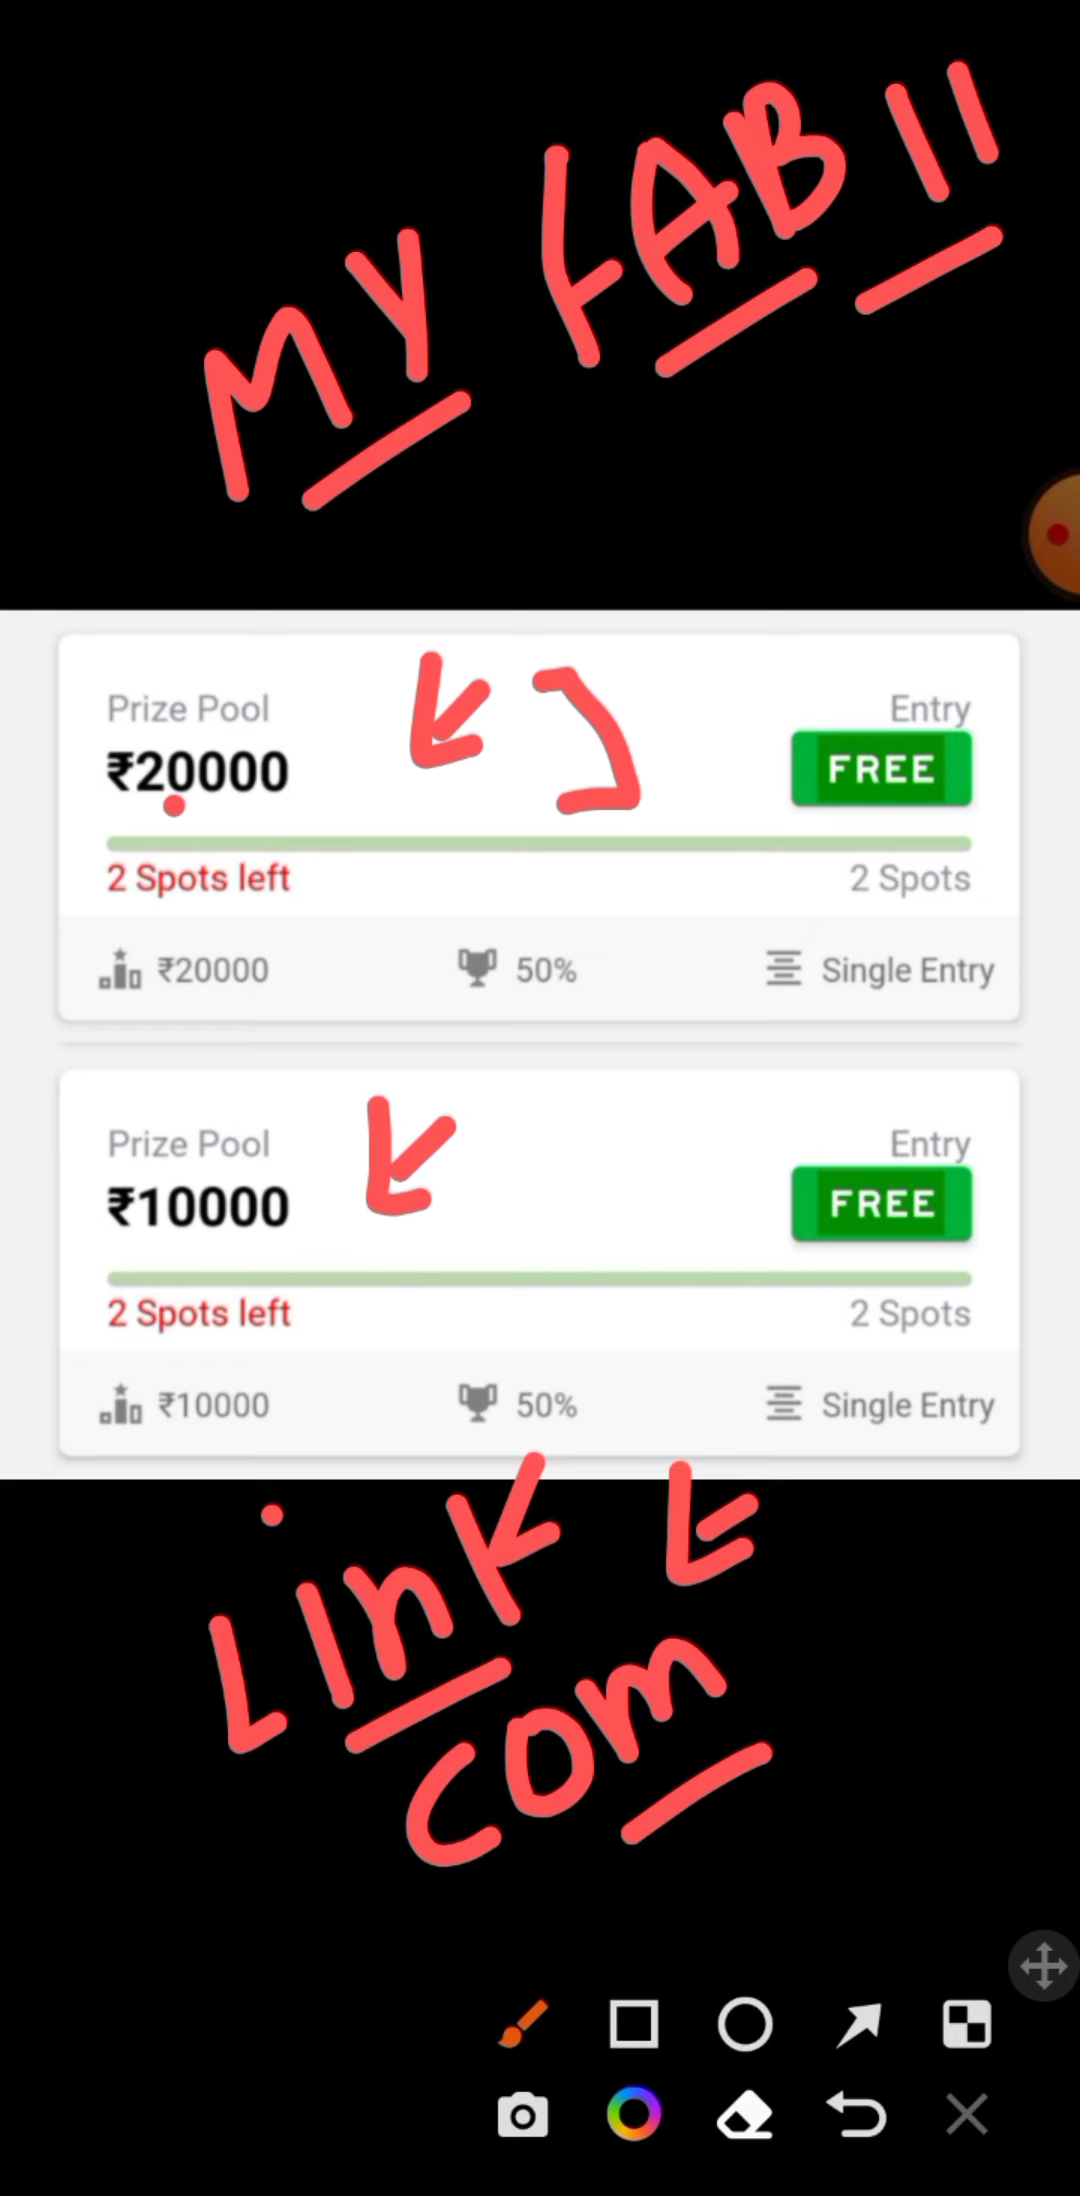 MY FAB 11
Prize Pool
Entry
₹20000
FREE
2 Spots left
2 Spots
₹20000
50%
Single Entry
Prize Pool
Entry
₹10000
FREE
2 Spots left
2 Spots
₹10000
50%
Single Entry
Link
com